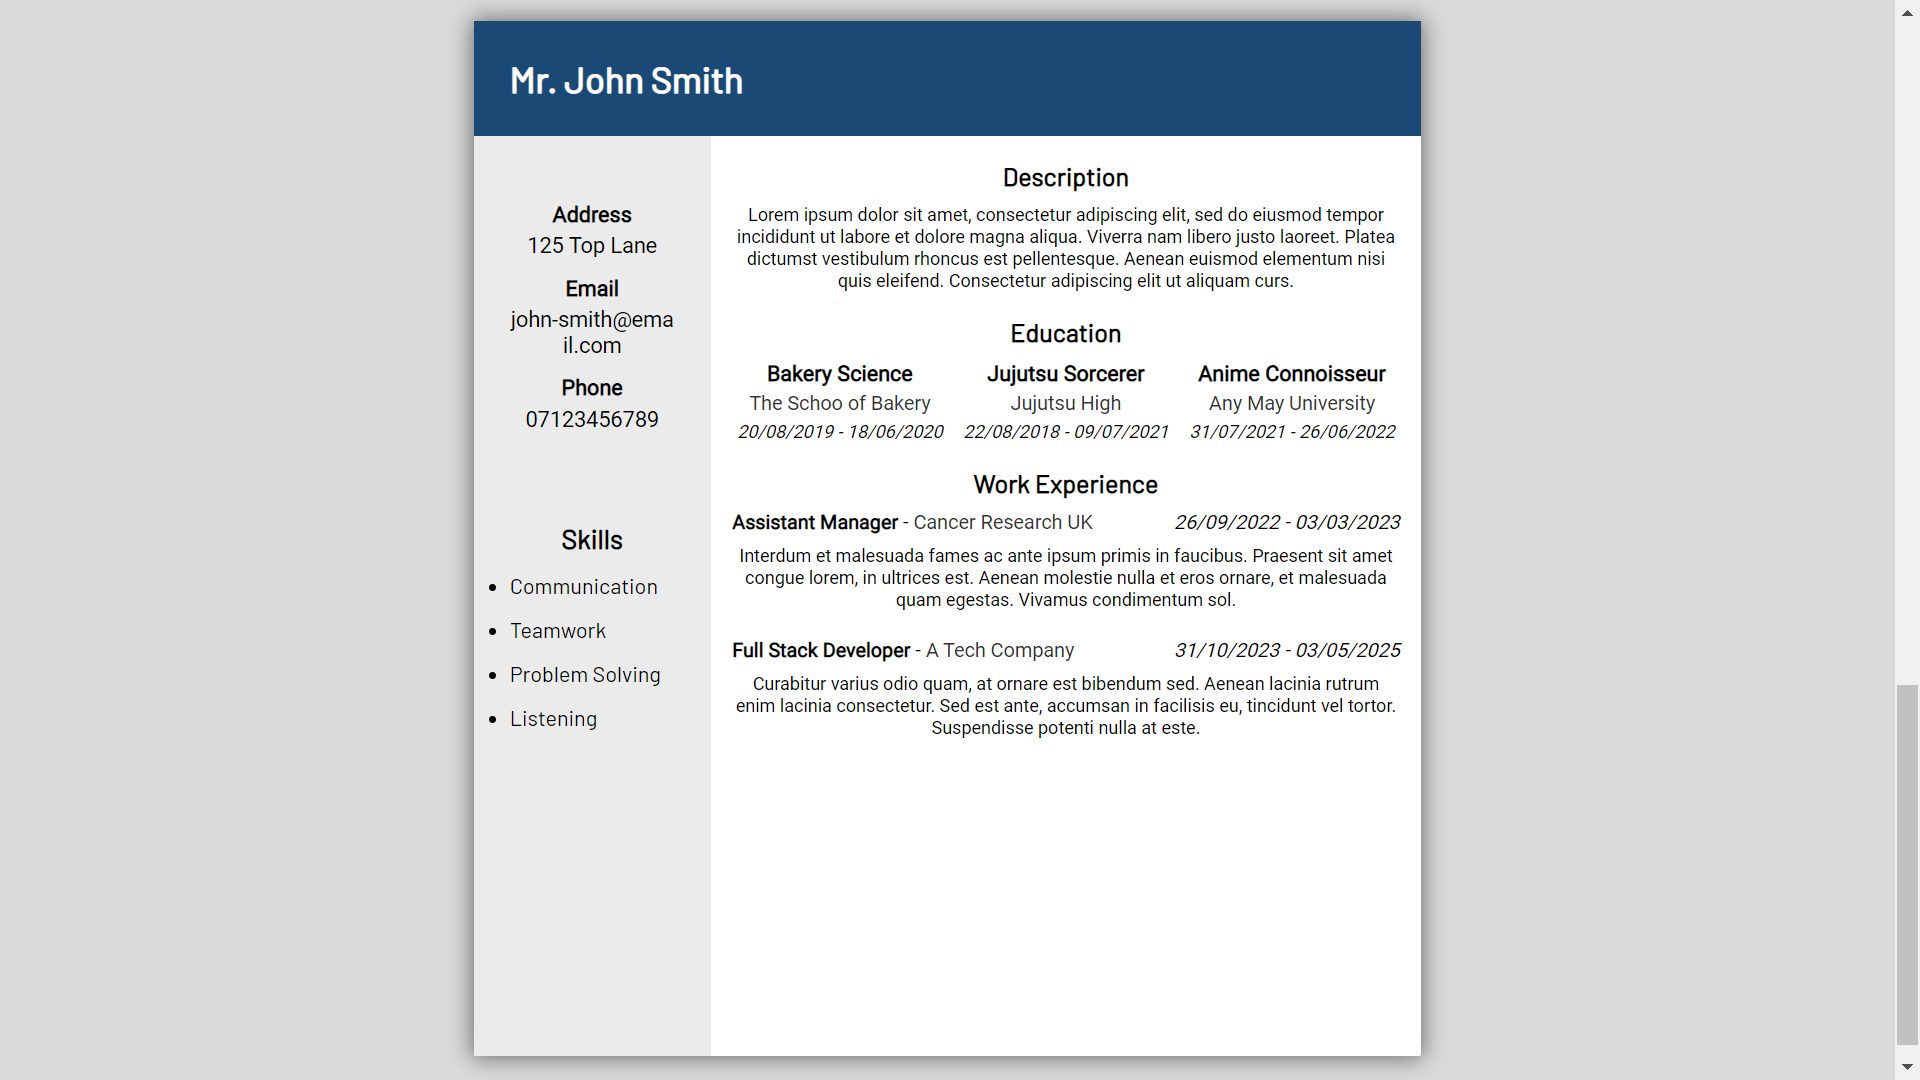 Mr. John Smith
Address
125 Top Lane
Email
john-smith@ema
il.com
Phone
07123456789
Skills
Communication
Teamwork
Problem Solving
Listening
Description
Lorem ipsum dolor sit amet, consectetur adipiscing elit, sed do eiusmod tempor
incididunt ut labore et dolore magna aliqua. Viverra nam libero justo laoreet. Platea
dictumst vestibulum rhoncus est pellentesque. Aenean euismod elementum nisi
quis eleifend. Consectetur adipiscing elit ut aliquam curs.
Education
Bakery Science
The Schoo of Bakery
20/08/2019 - 18/06/2020
Jujutsu Sorcerer
Jujutsu High
22/08/2018 - 09/07/2021
Anime Connoisseur
Any May University
31/07/2021 - 26/06/2022
Work Experience
Assistant Manager - Cancer Research UK 26/09/2022 - 03/03/2023
Interdum et malesuada fames ac ante ipsum primis in faucibus. Praesent sit amet
congue lorem, in ultrices est. Aenean molestie nulla et eros ornare, et malesuada
quam egestas. Vivamus condimentum sol.
Full Stack Developer - A Tech Company 31/10/2023 - 03/05/2025
Curabitur varius odio quam, at ornare est bibendum sed. Aenean lacinia rutrum
enim lacinia consectetur. Sed est ante, accumsan in facilisis eu, tincidunt vel tortor.
Suspendisse potenti nulla at este.